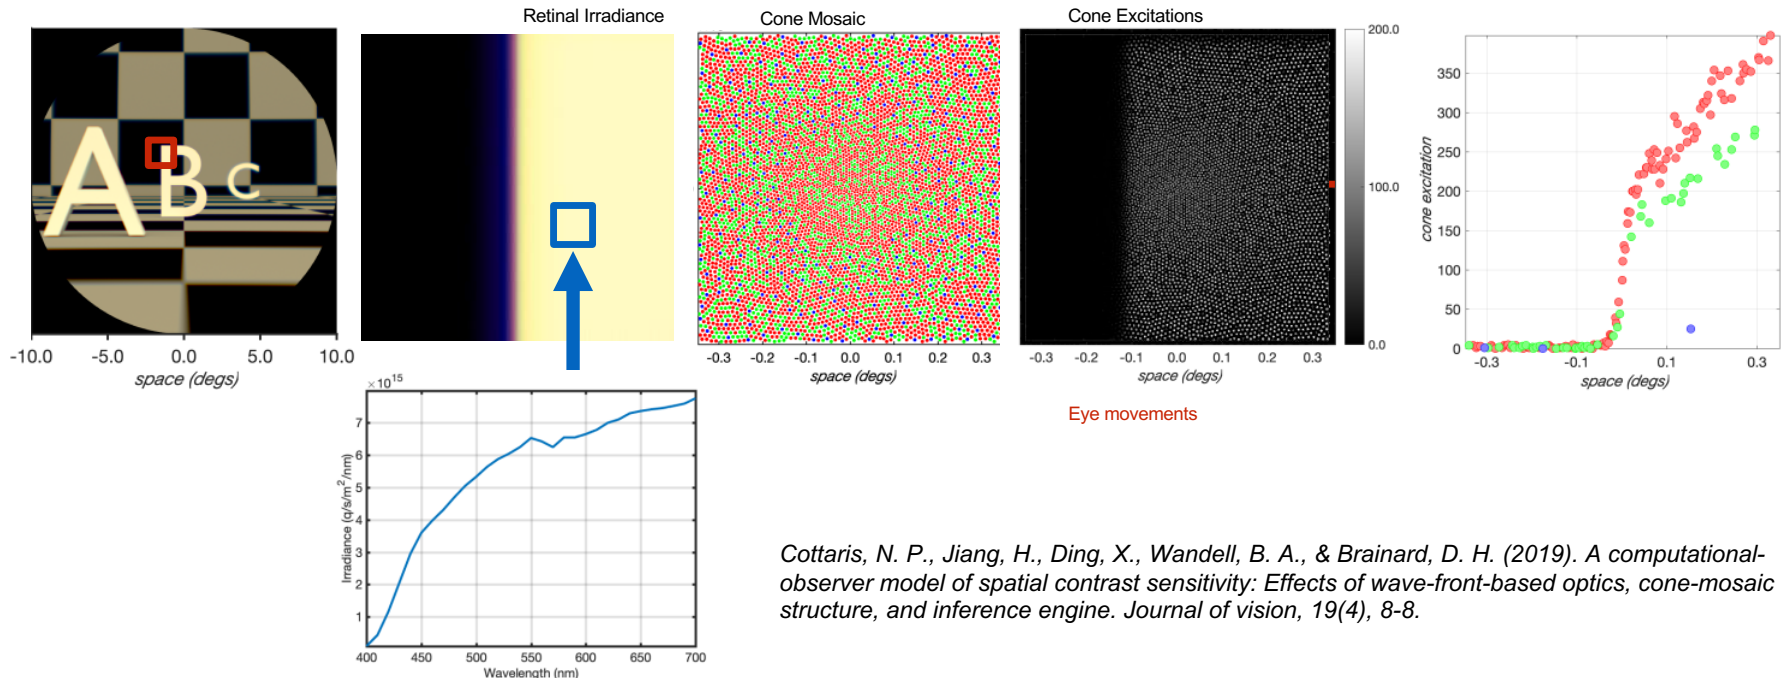 Retinal Irradiance
Cone Mosaic
Cone Excitations
A B C
-10.0 -5.0 0.0 5.0 10.0
space (degs)
-0.3 -0.2 -0.1 0.0 0.1 0.2 0.3
space (degs)
-0.3 -0.2 -0.1 0.0 0.1 0.2 0.3
space (degs)
200.0
100.0
0.0
cone excitation
350
300
250
200
150
100
50
0
-0.3 -0.1 0.1 0.3
space (degs)
Eye movements
×10^15
Irradiance (q/s/m^2/nm)
7
6
5
4
3
2
1
400 450 500 550 600 650 700
Wavelength (nm)
Cottaris, N. P., Jiang, H., Ding, X., Wandell, B. A., & Brainard, D. H. (2019). A computational-
observer model of spatial contrast sensitivity: Effects of wave-front-based optics, cone-mosaic
structure, and inference engine. Journal of vision, 19(4), 8-8.